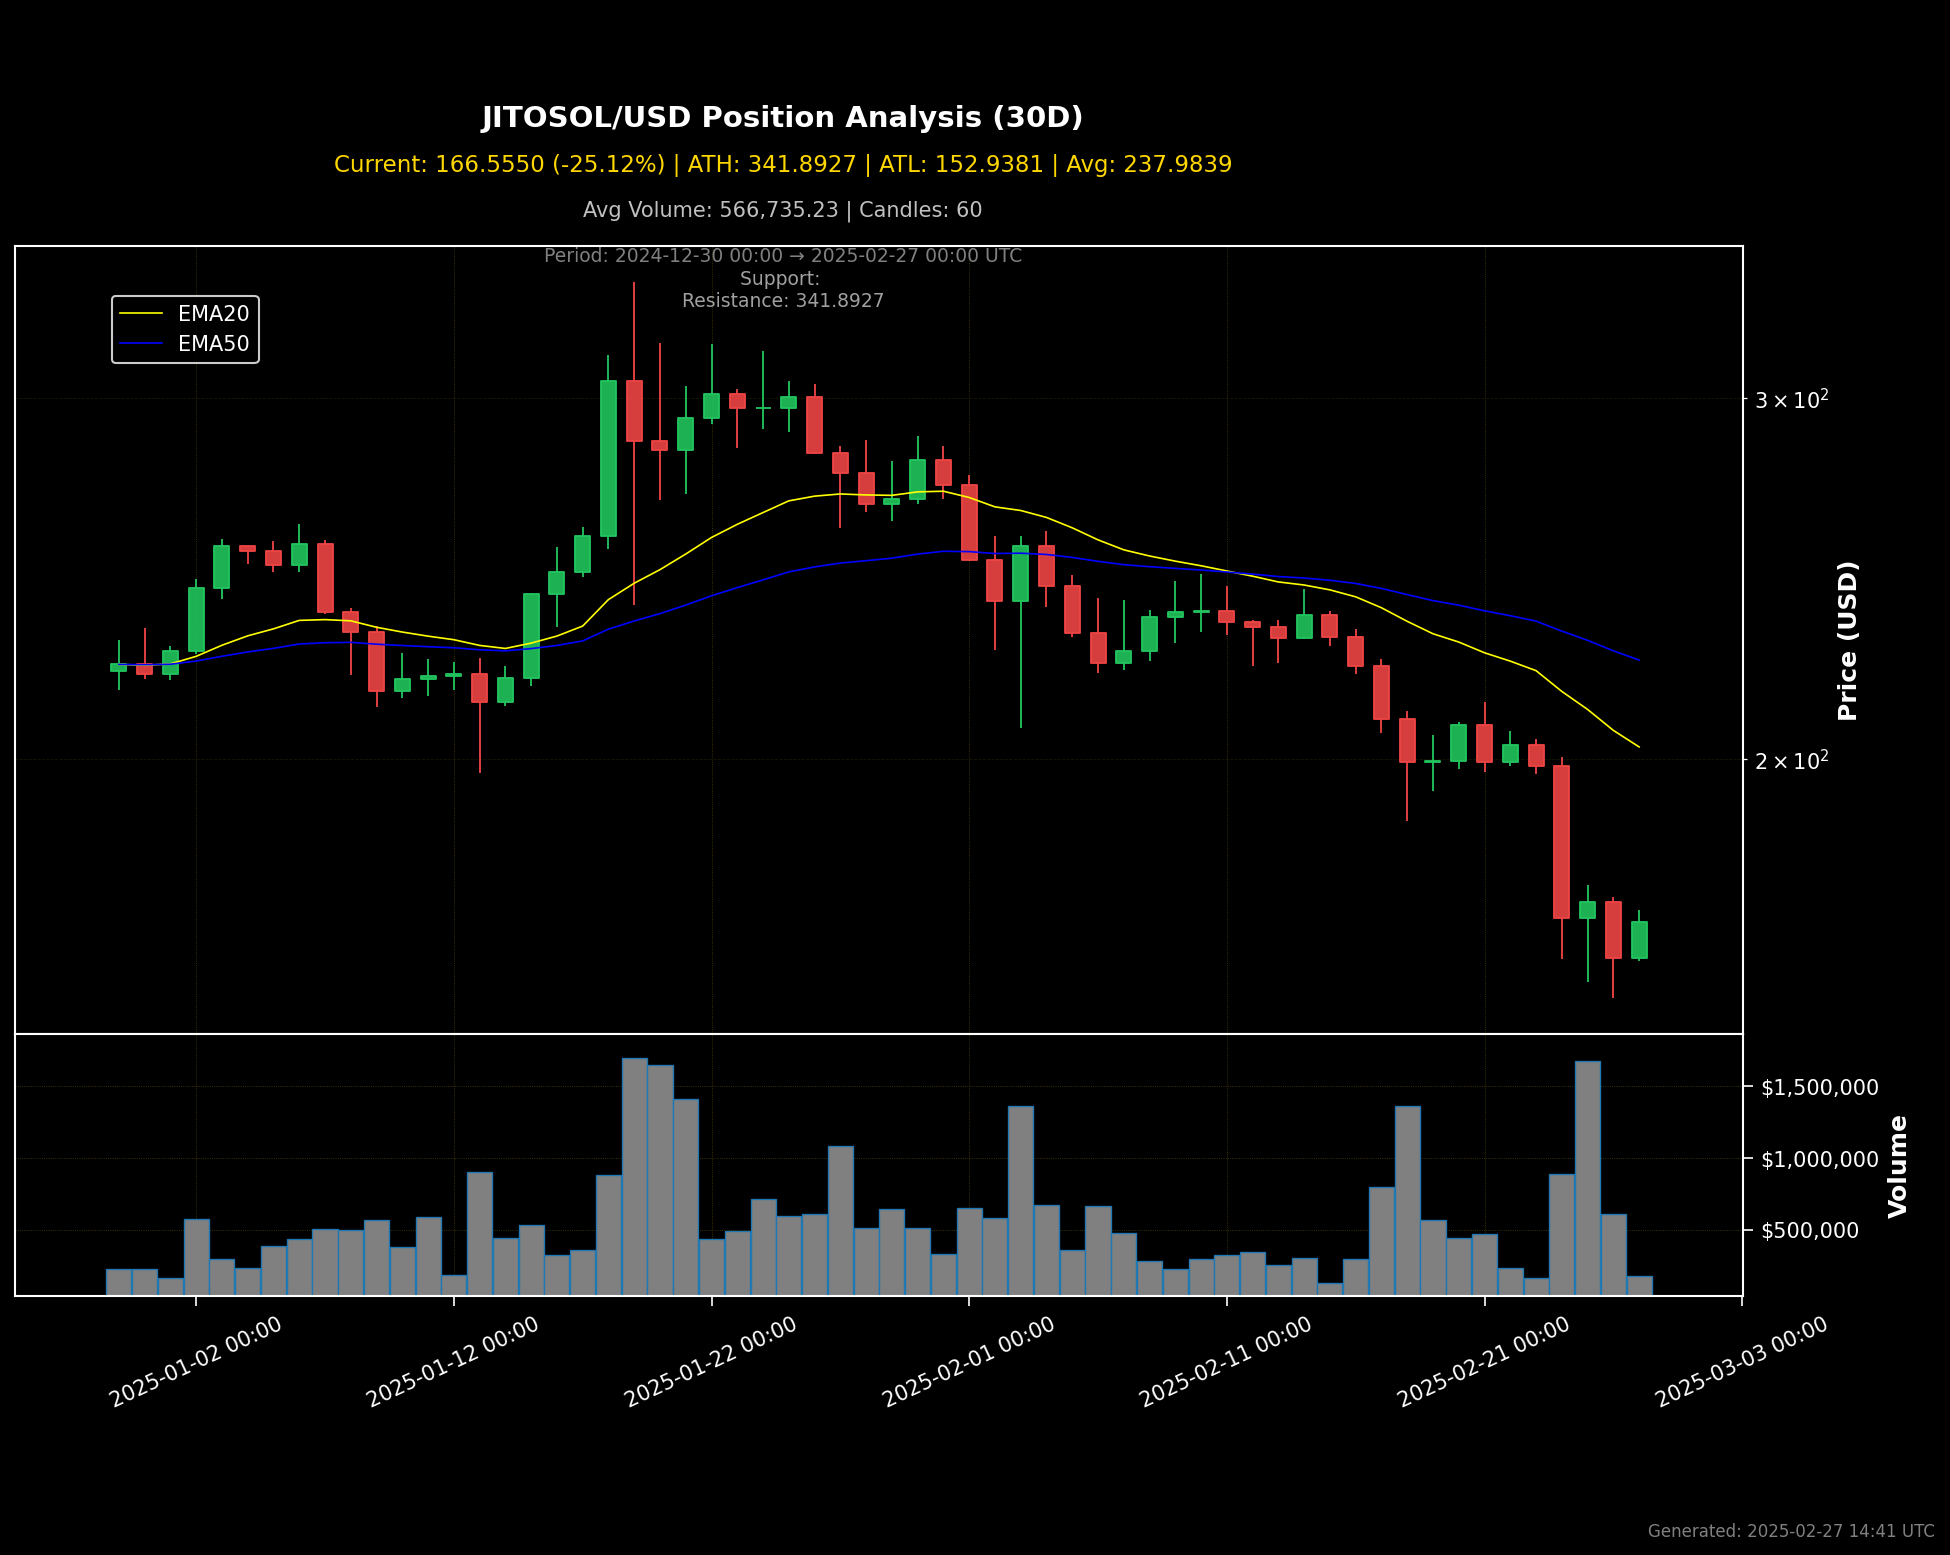 JITOSOL/USD Position Analysis (30D)
Current: 166.5550 (-25.12%) | ATH: 341.8927 | ATL: 152.9381 | Avg: 237.9839
Avg Volume: 566,735.23 | Candles: 60
Period: 2024-12-30 00:00 → 2025-02-27 00:00 UTC
Support:
Resistance: 341.8927
EMA20
EMA50
3 × 10²
2 × 10²
Price (USD)
$1,500,000
$1,000,000
$500,000
Volume
2025-01-02 00:00
2025-01-12 00:00
2025-01-22 00:00
2025-02-01 00:00
2025-02-11 00:00
2025-02-21 00:00
2025-03-03 00:00
Generated: 2025-02-27 14:41 UTC